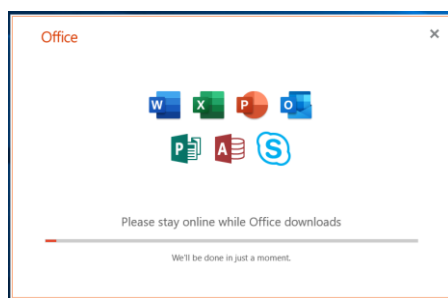 Office
W X P O
P A S
Please stay online while Office downloads
We'll be done in just a moment.